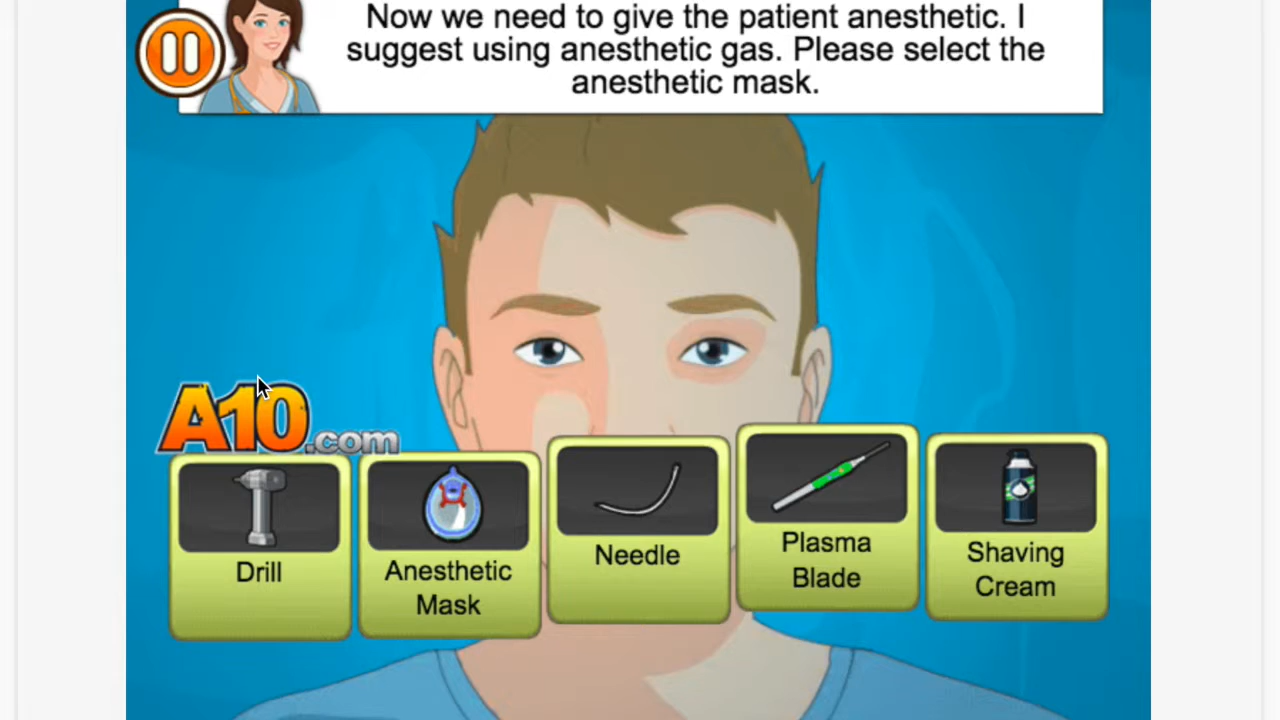 Now we need to give the patient anesthetic. I
suggest using anesthetic gas. Please select the
anesthetic mask.
A10.com
Drill
Anesthetic
Mask
Needle
Plasma
Blade
Shaving
Cream